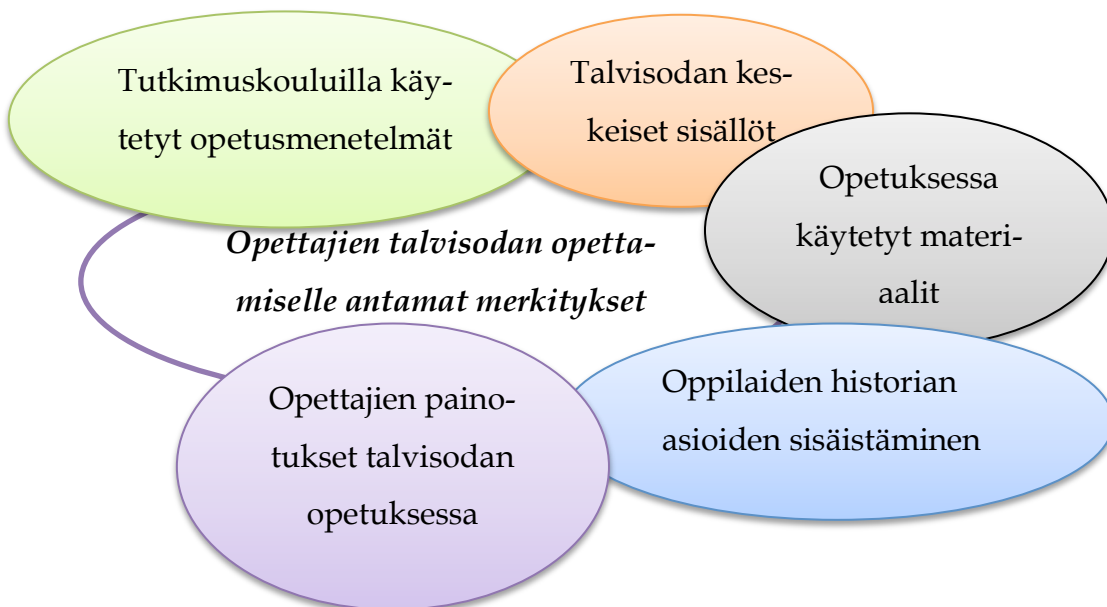 Tutkimuskouluilla käy-
tetyt opetusmenetelmät
Talvisodan kes-
keiset sisällöt
Opetuksessa
käytetyt materi-
aalit
Opettajien talvisodan opetta-
miselle antamat merkitykset
Opettajien paino-
tukset talvisodan
opetuksessa
Oppilaiden historian
asioiden sisäistäminen